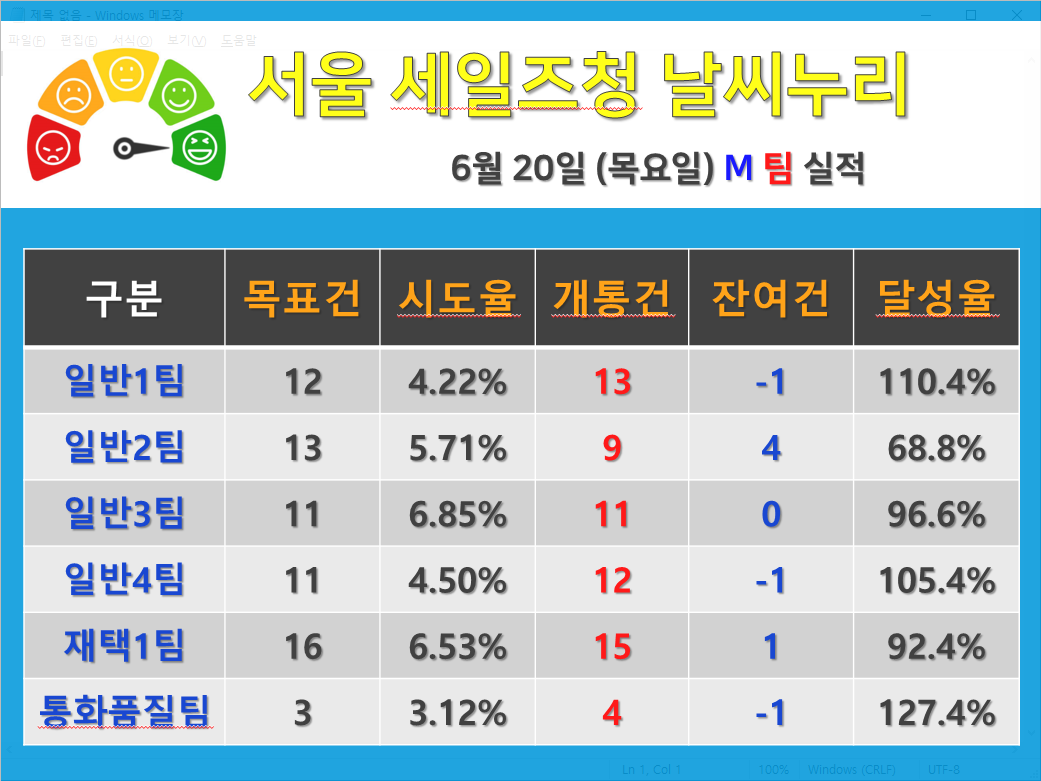 제목 없음 - Windows 메모장
파일(F) 편집(E) 서식(O) 보기(V) 도움말
서울 세일즈청 날씨누리
6월 20일 (목요일) M 팀 실적
구분 목표건 시도율 개통건 잔여건 달성율
일반1팀 12 4.22% 13 -1 110.4%
일반2팀 13 5.71% 9 4 68.8%
일반3팀 11 6.85% 11 0 96.6%
일반4팀 11 4.50% 12 -1 105.4%
재택1팀 16 6.53% 15 1 92.4%
통화품질팀 3 3.12% 4 -1 127.4%
Ln 1, Col 1 100% Windows (CRLF) UTF-8